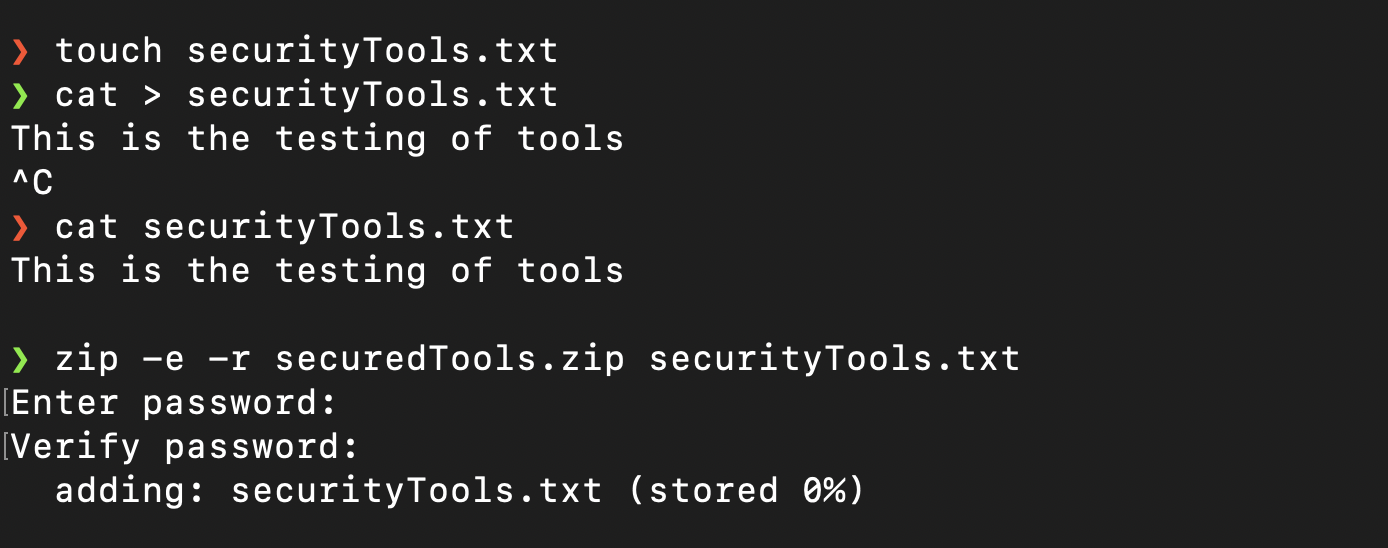 ❯ touch securityTools.txt
❯ cat > securityTools.txt
This is the testing of tools
^C
❯ cat securityTools.txt
This is the testing of tools
❯ zip -e -r securedTools.zip securityTools.txt
[Enter password:
[Verify password:
  adding: securityTools.txt (stored 0%)